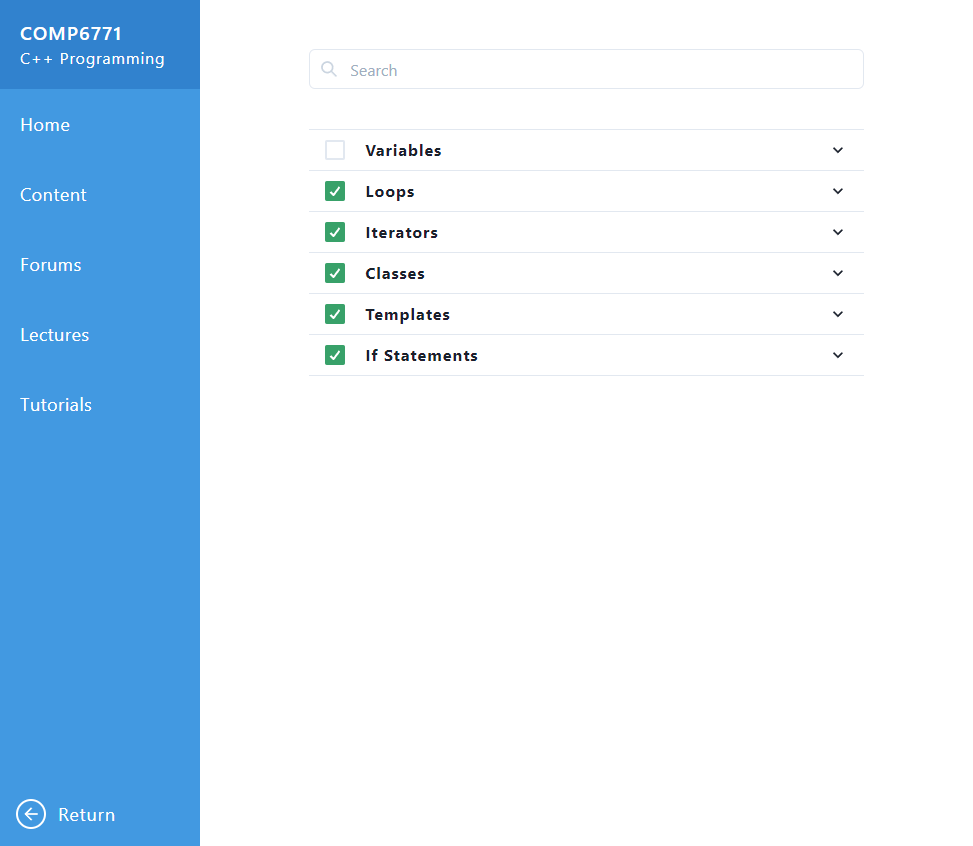 COMP6771
C++ Programming
Home
Content
Forums
Lectures
Tutorials
Return
Search
Variables
Loops
Iterators
Classes
Templates
If Statements